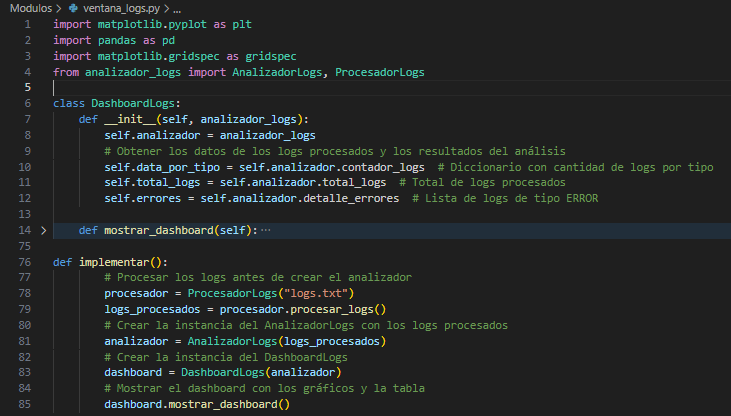 Modulos > ventana_logs.py > ...
1 import matplotlib.pyplot as plt
2 import pandas as pd
3 import matplotlib.gridspec as gridspec
4 from analizador_logs import AnalizadorLogs, ProcesadorLogs
5
6 class DashboardLogs:
7 def __init__(self, analizador_logs):
8 self.analizador = analizador_logs
9 # Obtener los datos de los logs procesados y los resultados del análisis
10 self.data_por_tipo = self.analizador.contador_logs # Diccionario con cantidad de logs por tipo
11 self.total_logs = self.analizador.total_logs # Total de logs procesados
12 self.errores = self.analizador.detalle_errores # Lista de logs de tipo ERROR
13
14 > def mostrar_dashboard(self): ...
75
76 def implementar():
77 # Procesar los logs antes de crear el analizador
78 procesador = ProcesadorLogs("logs.txt")
79 logs_procesados = procesador.procesar_logs()
80 # Crear la instancia del AnalizadorLogs con los logs procesados
81 analizador = AnalizadorLogs(logs_procesados)
82 # Crear la instancia del DashboardLogs
83 dashboard = DashboardLogs(analizador)
84 # Mostrar el dashboard con los gráficos y la tabla
85 dashboard.mostrar_dashboard()